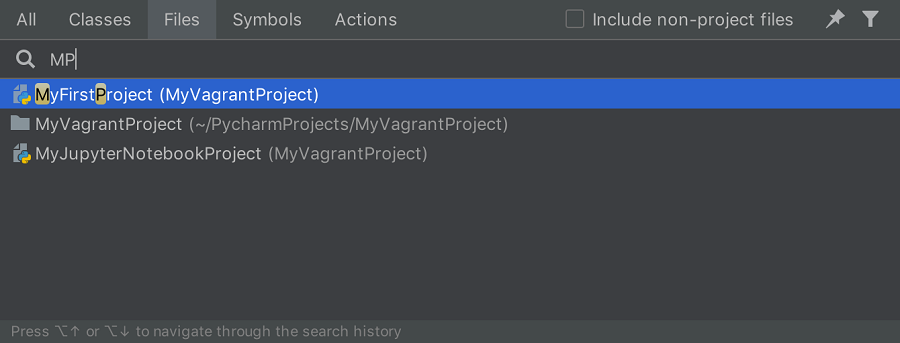 All Classes Files Symbols Actions Include non-project files
MP
MyFirstProject (MyVagrantProject)
MyVagrantProject (~/PycharmProjects/MyVagrantProject)
MyJupyterNotebookProject (MyVagrantProject)
Press ⌥↑ or ⌥↓ to navigate through the search history